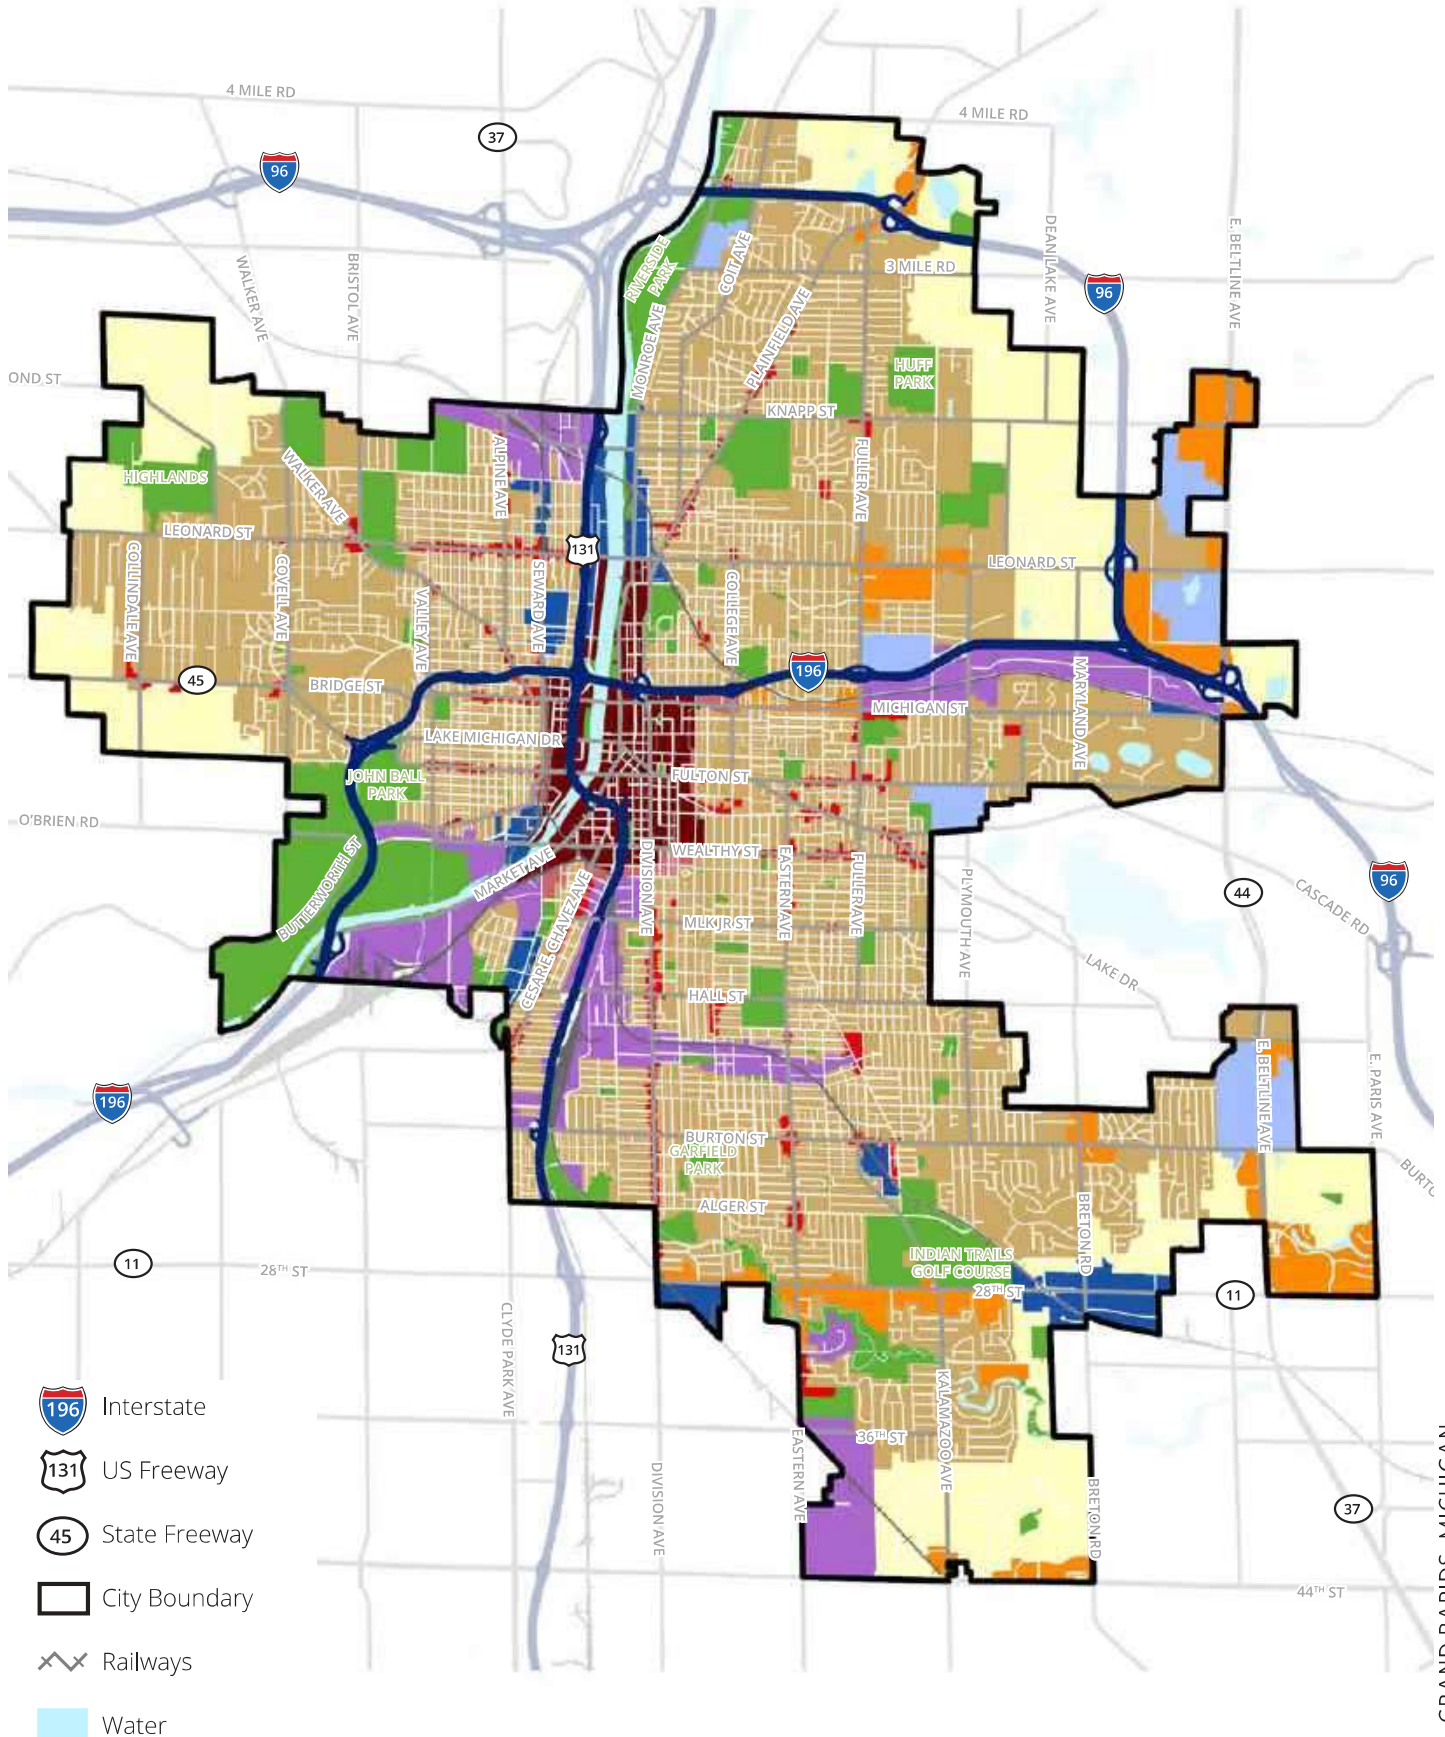 4 MILE RD
4 MILE RD
37
96
WALKER AVE
BRISTOL AVE
RIVERSIDE
PARK
COIT AVE
3 MILE RD
DEAN LAKE AVE
E. BELTLINE AVE
96
MONROE AVE
PLAINFIELD AVE
HUFF
PARK
OND ST
KNAPP ST
HIGHLANDS
WALKER AVE
ALPINE AVE
FULLER AVE
LEONARD ST
131
LEONARD ST
COLLINDALE AVE
COVELL AVE
VALLEY AVE
SEWARD AVE
COLLEGE AVE
45
BRIDGE ST
196
MICHIGAN ST
MARYLAND AVE
LAKE MICHIGAN DR
JOHN BALL
PARK
FULTON ST
O'BRIEN RD
BUTTERWORTH ST
MARKET AVE
WEALTHY ST
DIVISION AVE
EASTERN AVE
FULLER AVE
PLYMOUTH AVE
44
96
CASCADE RD
CESAR E. CHAVEZ AVE
MLK JR ST
LAKE DR
HALL ST
196
E. BELTLINE AVE
E. PARIS AVE
BURTON ST
GARFIELD
PARK
BURTO
ALGER ST
BRETON RD
INDIAN TRAILS
GOLF COURSE
11
28TH ST
28TH ST
11
CLYDE PARK AVE
131
KALAMAZOO AVE
36TH ST
EASTERN AVE
DIVISION AVE
BRETON RD
37
44TH ST
196 Interstate
131 US Freeway
45 State Freeway
City Boundary
Railways
Water
GRAND RAPIDS, MICHIGAN